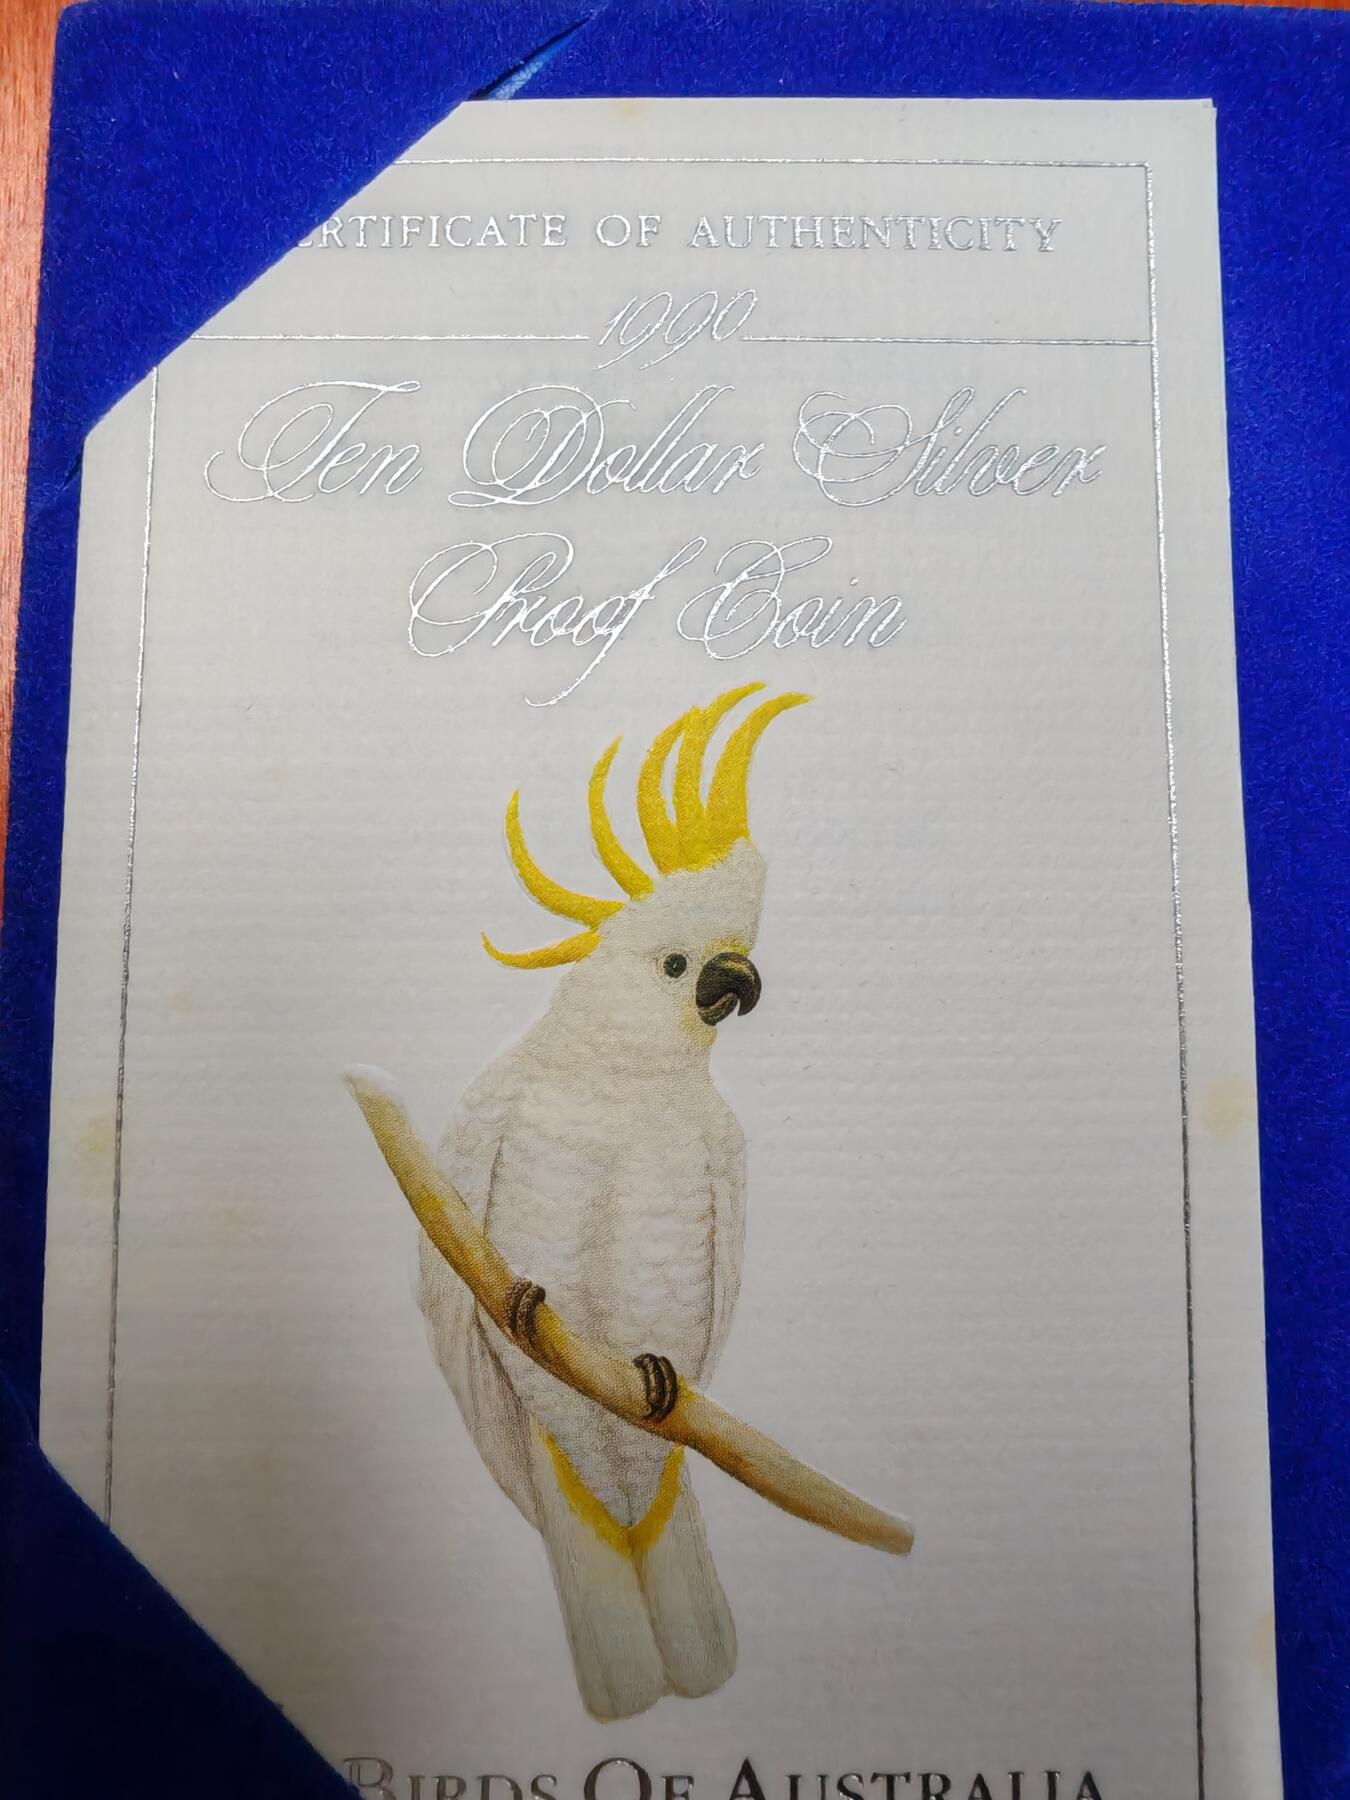 ERTIFICATE OF AUTHENTICITY
1990
Ten Dollar Silver
Proof Coin
BIRDS OF AUSTRALIA